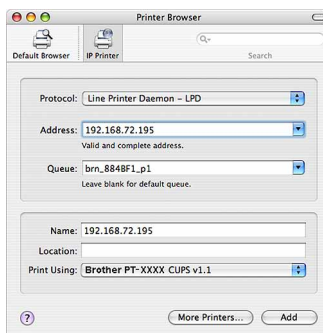 Printer Browser
Default Browser
IP Printer
Q-
Search
Protocol: Line Printer Daemon - LPD
Address: 192.168.72.195
Valid and complete address.
Queue: brn_884BF1_p1
Leave blank for default queue.
Name: 192.168.72.195
Location:
Print Using: Brother PT-XXXX CUPS v1.1
?
More Printers...
Add